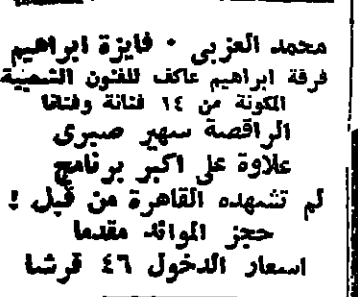 محمد العزبى · فايزة ابراهيم
فرقة ابراهيم عاكف للفنون الشعبية
المكونة من ١٤ فنانة وفنانا
الراقصة سهير صبرى
علاوة على اكبر برنامج
لم تشهده القاهرة من قبل !
حجز الموائد مقدما
اسعار الدخول ٤٦ قرشا